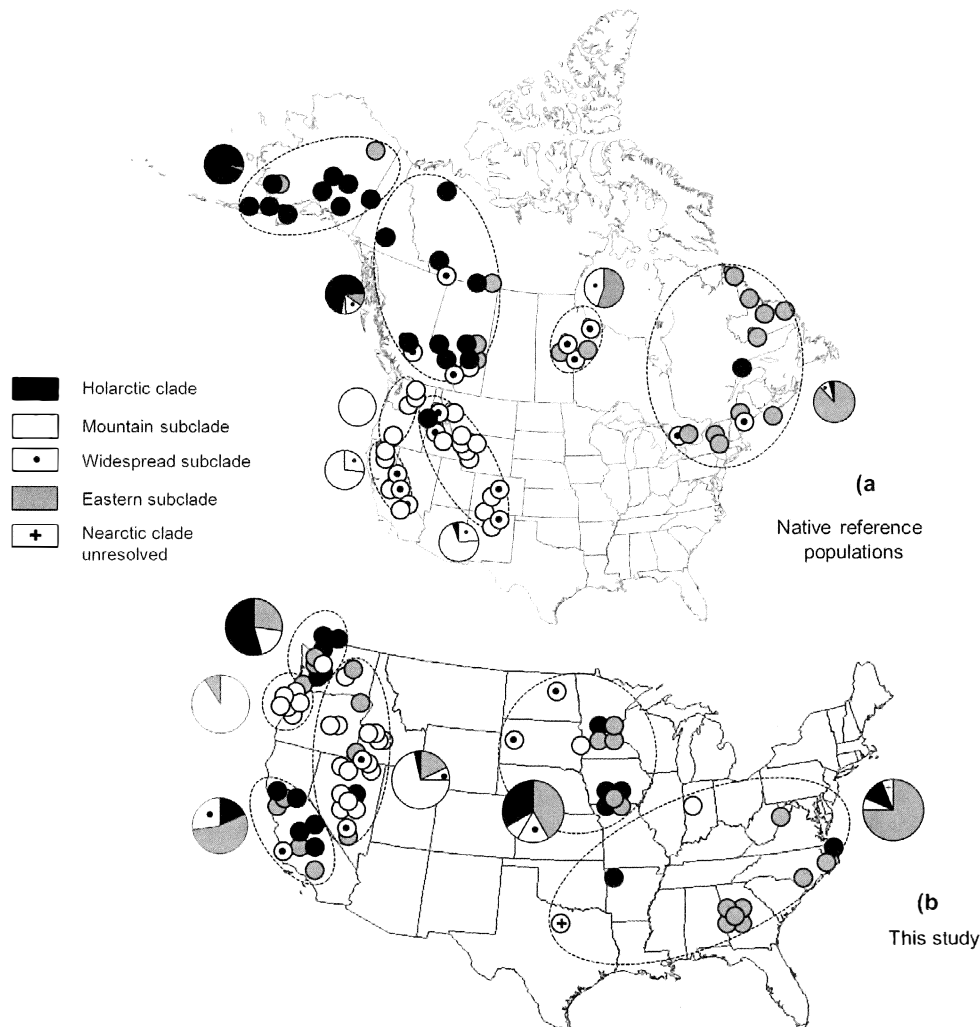 Holarctic clade
Mountain subclade
Widespread subclade
Eastern subclade
Nearctic clade
unresolved
(a
Native reference
populations
(b
This study